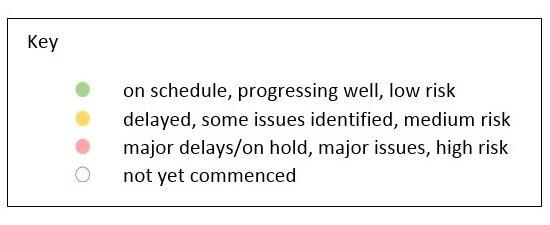 Key
on schedule, progressing well, low risk
delayed, some issues identified, medium risk
major delays/on hold, major issues, high risk
not yet commenced